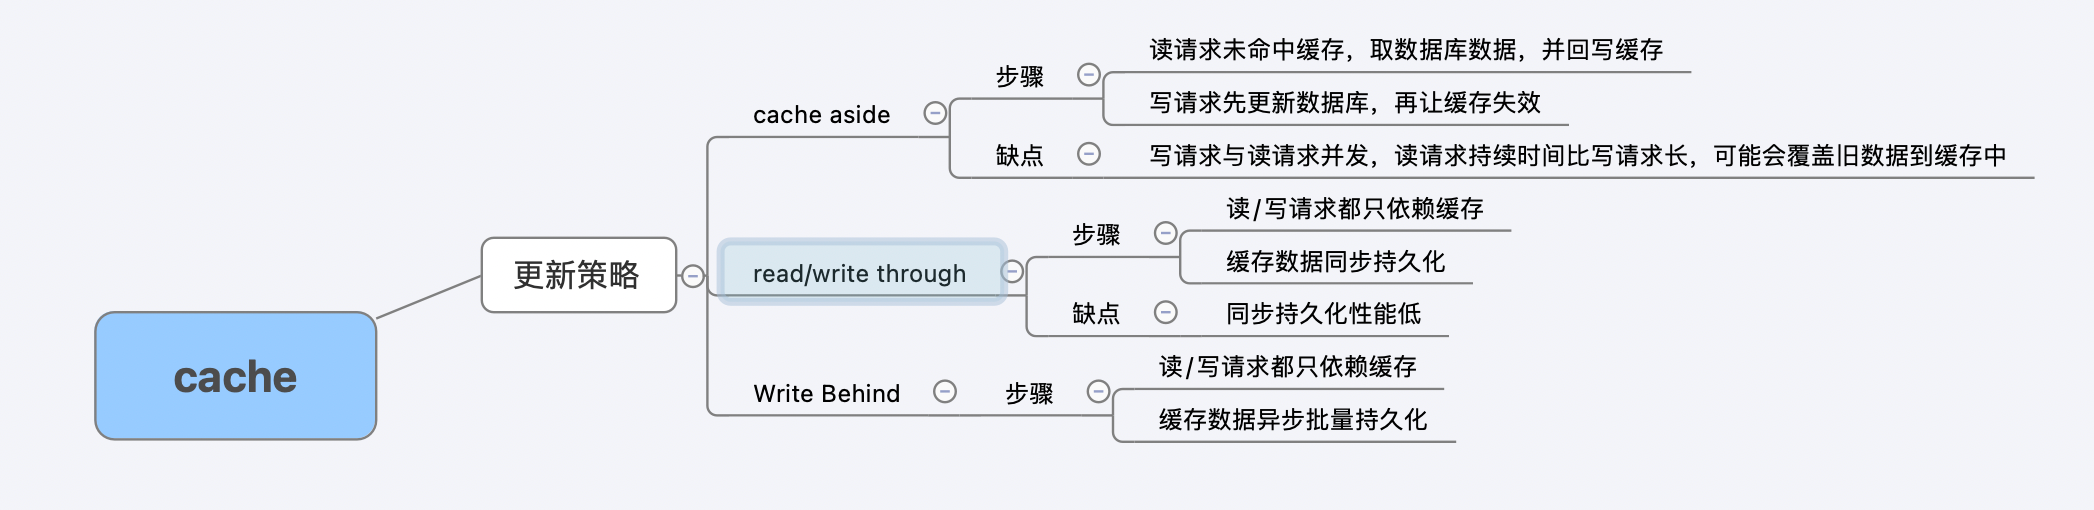 cache
更新策略
cache aside
步骤
读请求未命中缓存，取数据库数据，并回写缓存
写请求先更新数据库，再让缓存失效
缺点
写请求与读请求并发，读请求持续时间比写请求长，可能会覆盖旧数据到缓存中
read/write through
步骤
读/写请求都只依赖缓存
缓存数据同步持久化
缺点
同步持久化性能低
Write Behind
步骤
读/写请求都只依赖缓存
缓存数据异步批量持久化